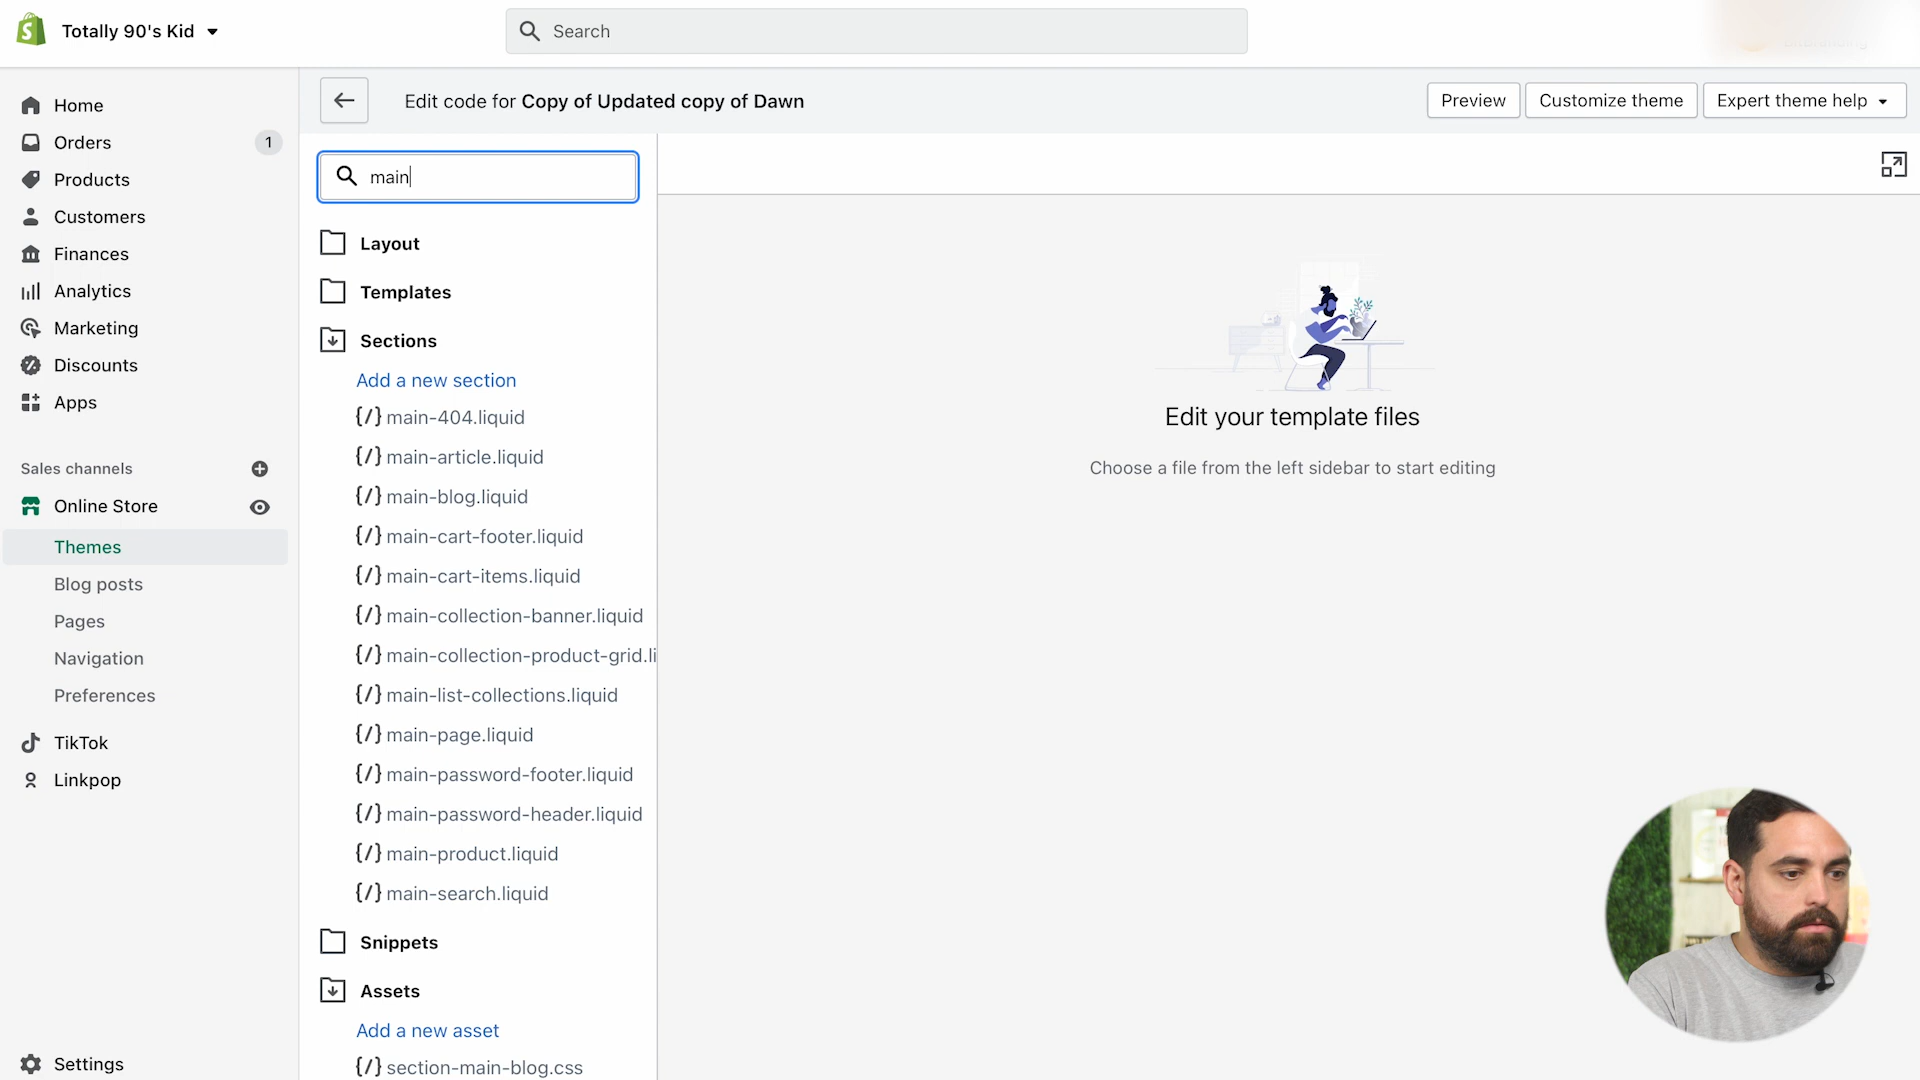 Totally 90's Kid
Search
Home
Orders
1
Products
Customers
Finances
Analytics
Marketing
Discounts
Apps
Sales channels
Online Store
Themes
Blog posts
Pages
Navigation
Preferences
TikTok
Linkpop
Settings
Edit code for Copy of Updated copy of Dawn
Preview
Customize theme
Expert theme help
main
Layout
Templates
Sections
Add a new section
{/} main-404.liquid
{/} main-article.liquid
{/} main-blog.liquid
{/} main-cart-footer.liquid
{/} main-cart-items.liquid
{/} main-collection-banner.liquid
{/} main-collection-product-grid.li
{/} main-list-collections.liquid
{/} main-page.liquid
{/} main-password-footer.liquid
{/} main-password-header.liquid
{/} main-product.liquid
{/} main-search.liquid
Snippets
Assets
Add a new asset
{/} section-main-blog.css
Edit your template files
Choose a file from the left sidebar to start editing